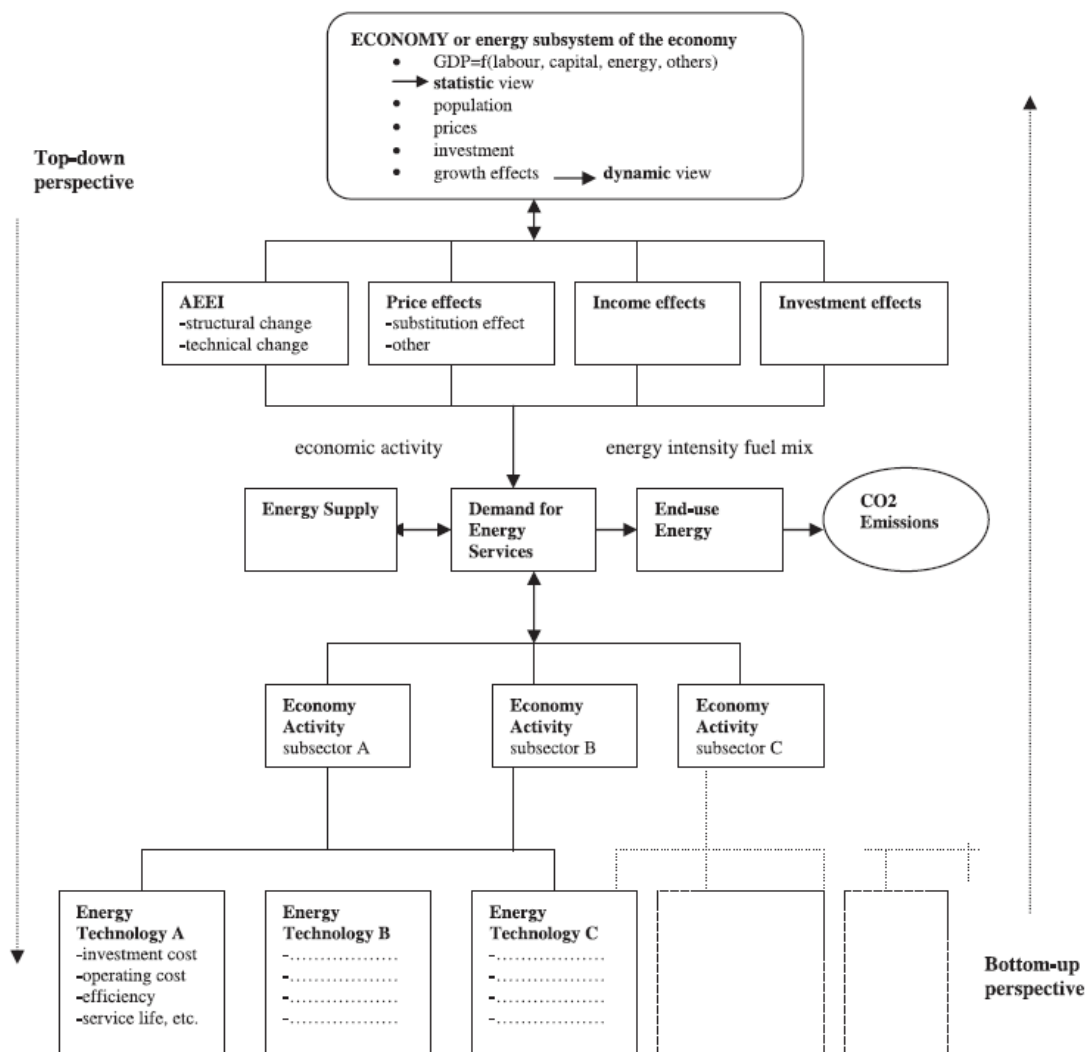 ECONOMY or energy subsystem of the economy
• GDP=f(labour, capital, energy, others)
statistic view
• population
• prices
• investment
• growth effects → dynamic view
Top-down
perspective
AEEI
-structural change
-technical change
Price effects
-substitution effect
-other
Income effects
Investment effects
economic activity
energy intensity fuel mix
Energy Supply
Demand for
Energy
Services
End-use
Energy
CO2
Emissions
Economy
Activity
subsector A
Economy
Activity
subsector B
Economy
Activity
subsector C
Energy
Technology A
-investment cost
-operating cost
-efficiency
-service life, etc.
Energy
Technology B
-....................
-....................
-....................
-....................
Energy
Technology C
-....................
-....................
-....................
-....................
Bottom-up
perspective